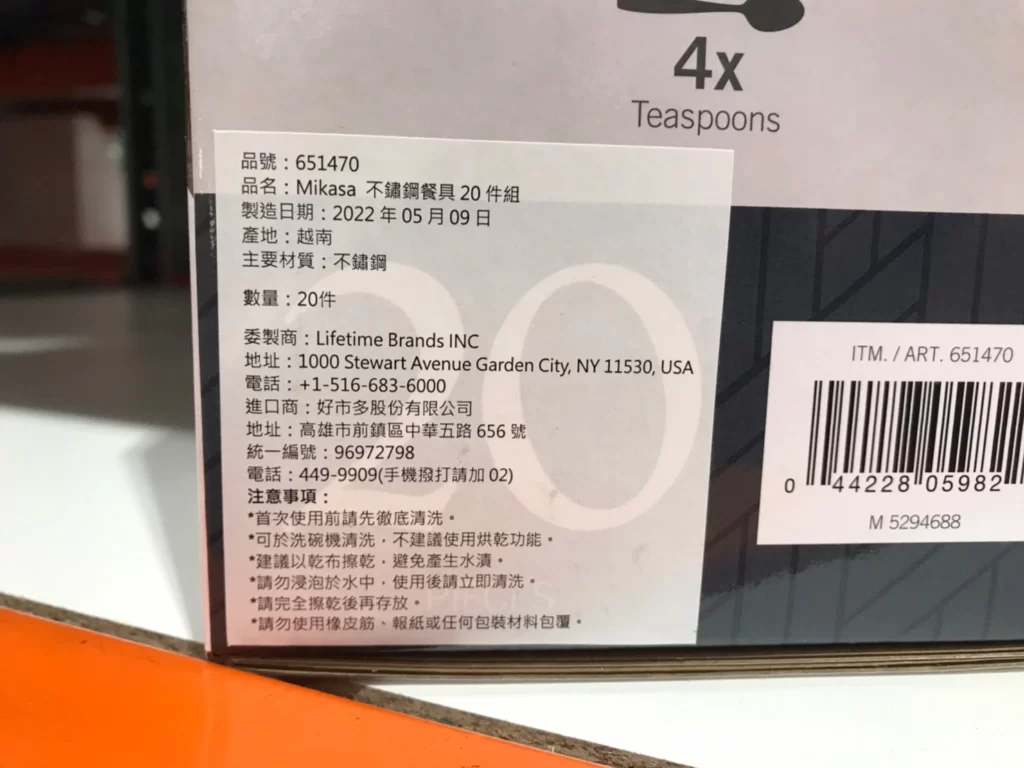 4x
Teaspoons
品號：651470
品名：Mikasa 不鏽鋼餐具 20 件組
製造日期：2022 年 05 月 09 日
產地：越南
主要材質：不鏽鋼
數量：20件
委製商：Lifetime Brands INC
地址：1000 Stewart Avenue Garden City, NY 11530, USA
電話：+1-516-683-6000
進口商：好市多股份有限公司
地址：高雄市前鎮區中華五路 656 號
統一編號：96972798
電話：449-9909(手機撥打請加 02)
注意事項：
*首次使用前請先徹底清洗。
*可於洗碗機清洗，不建議使用烘乾功能。
*建議以乾布擦乾，避免產生水漬。
*請勿浸泡於水中，使用後請立即清洗。
*請完全擦乾後再存放。
*請勿使用橡皮筋、報紙或任何包裝材料包覆。
20
PIECES
ITM. / ART. 651470
0 44228 05982
M 5294688